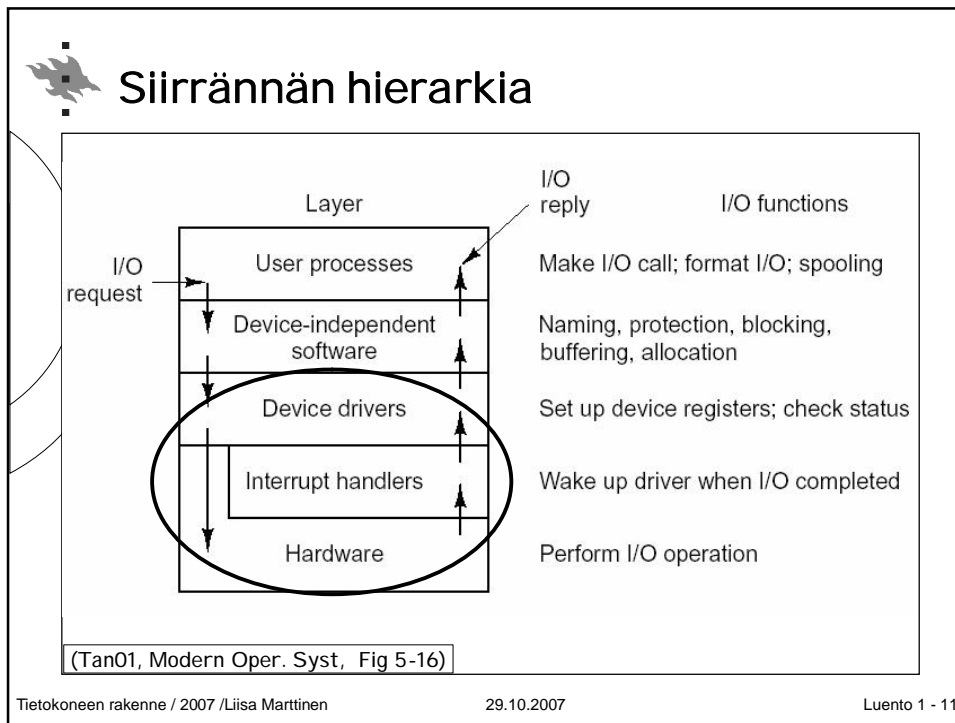 Siirrännän hierarkia
Layer
I/O
reply
I/O functions
I/O
request
User processes
Make I/O call; format I/O; spooling
Device-independent
software
Naming, protection, blocking,
buffering, allocation
Device drivers
Set up device registers; check status
Interrupt handlers
Wake up driver when I/O completed
Hardware
Perform I/O operation
(Tan01, Modern Oper. Syst, Fig 5-16)
Tietokoneen rakenne / 2007 /Liisa Marttinen
29.10.2007
Luento 1 - 11